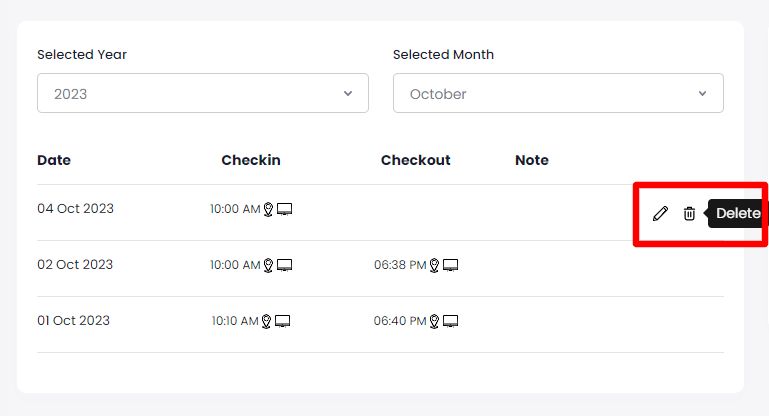 Selected Year Selected Month
2023 October
Date Checkin Checkout Note
04 Oct 2023 10:00 AM Delete
02 Oct 2023 10:00 AM 06:38 PM
01 Oct 2023 10:10 AM 06:40 PM